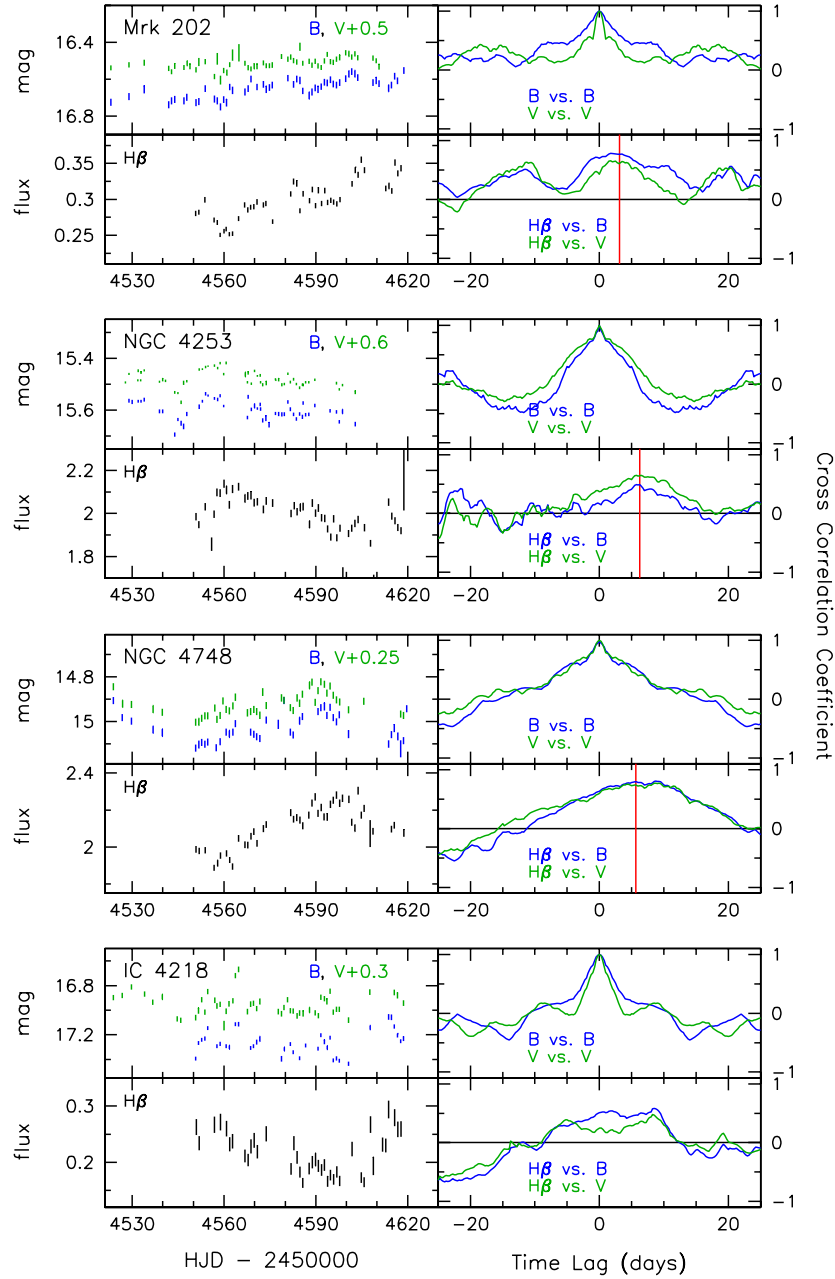 Mrk 202
B, V+0.5
mag
16.4
16.8
B vs. B
V vs. V
1
0
−1
Hβ
flux
0.35
0.3
0.25
Hβ vs. B
Hβ vs. V
1
0
−1
4530 4560 4590 4620
−20 0 20
NGC 4253
B, V+0.6
mag
15.4
15.6
B vs. B
V vs. V
1
0
−1
Hβ
flux
2.2
2
1.8
Hβ vs. B
Hβ vs. V
1
0
−1
4530 4560 4590 4620
−20 0 20
NGC 4748
B, V+0.25
mag
14.8
15
B vs. B
V vs. V
1
0
−1
Hβ
flux
2.4
2
Hβ vs. B
Hβ vs. V
1
0
−1
4530 4560 4590 4620
−20 0 20
IC 4218
B, V+0.3
mag
16.8
17.2
B vs. B
V vs. V
1
0
−1
Hβ
flux
0.3
0.2
Hβ vs. B
Hβ vs. V
1
0
−1
4530 4560 4590 4620
−20 0 20
HJD − 2450000
Time Lag (days)
Cross Correlation Coefficient